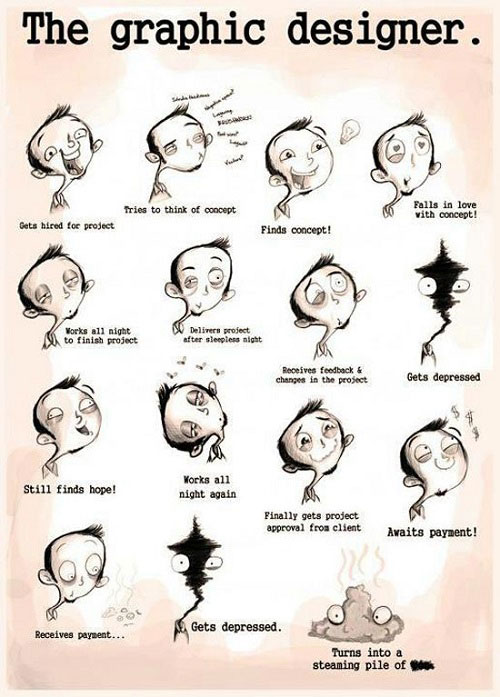 The graphic designer.
Gets hired for project
Tries to think of concept
Finds concept!
Falls in love
with concept!
Works all night
to finish project
Delivers project
after sleepless night
Receives feedback &
changes in the project
Gets depressed
Still finds hope!
Works all
night again
Finally gets project
approval from client
Awaits payment!
$ $
$
Receives payment...
Gets depressed.
Turns into a
steaming pile of